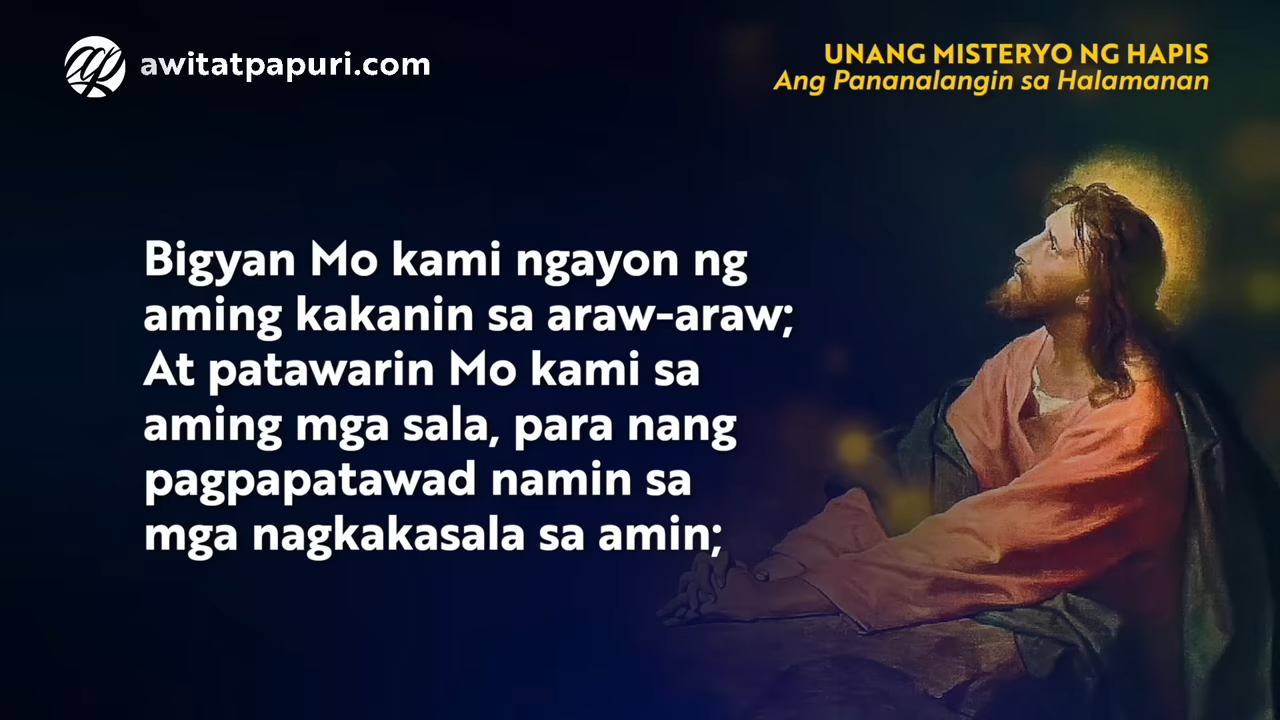 awitatpapuri.com
UNANG MISTERYO NG HAPIS
Ang Pananalangin sa Halamanan
Bigyan Mo kami ngayon ng
aming kakanin sa araw-araw;
At patawarin Mo kami sa
aming mga sala, para nang
pagpapatawad namin sa
mga nagkakasala sa amin;